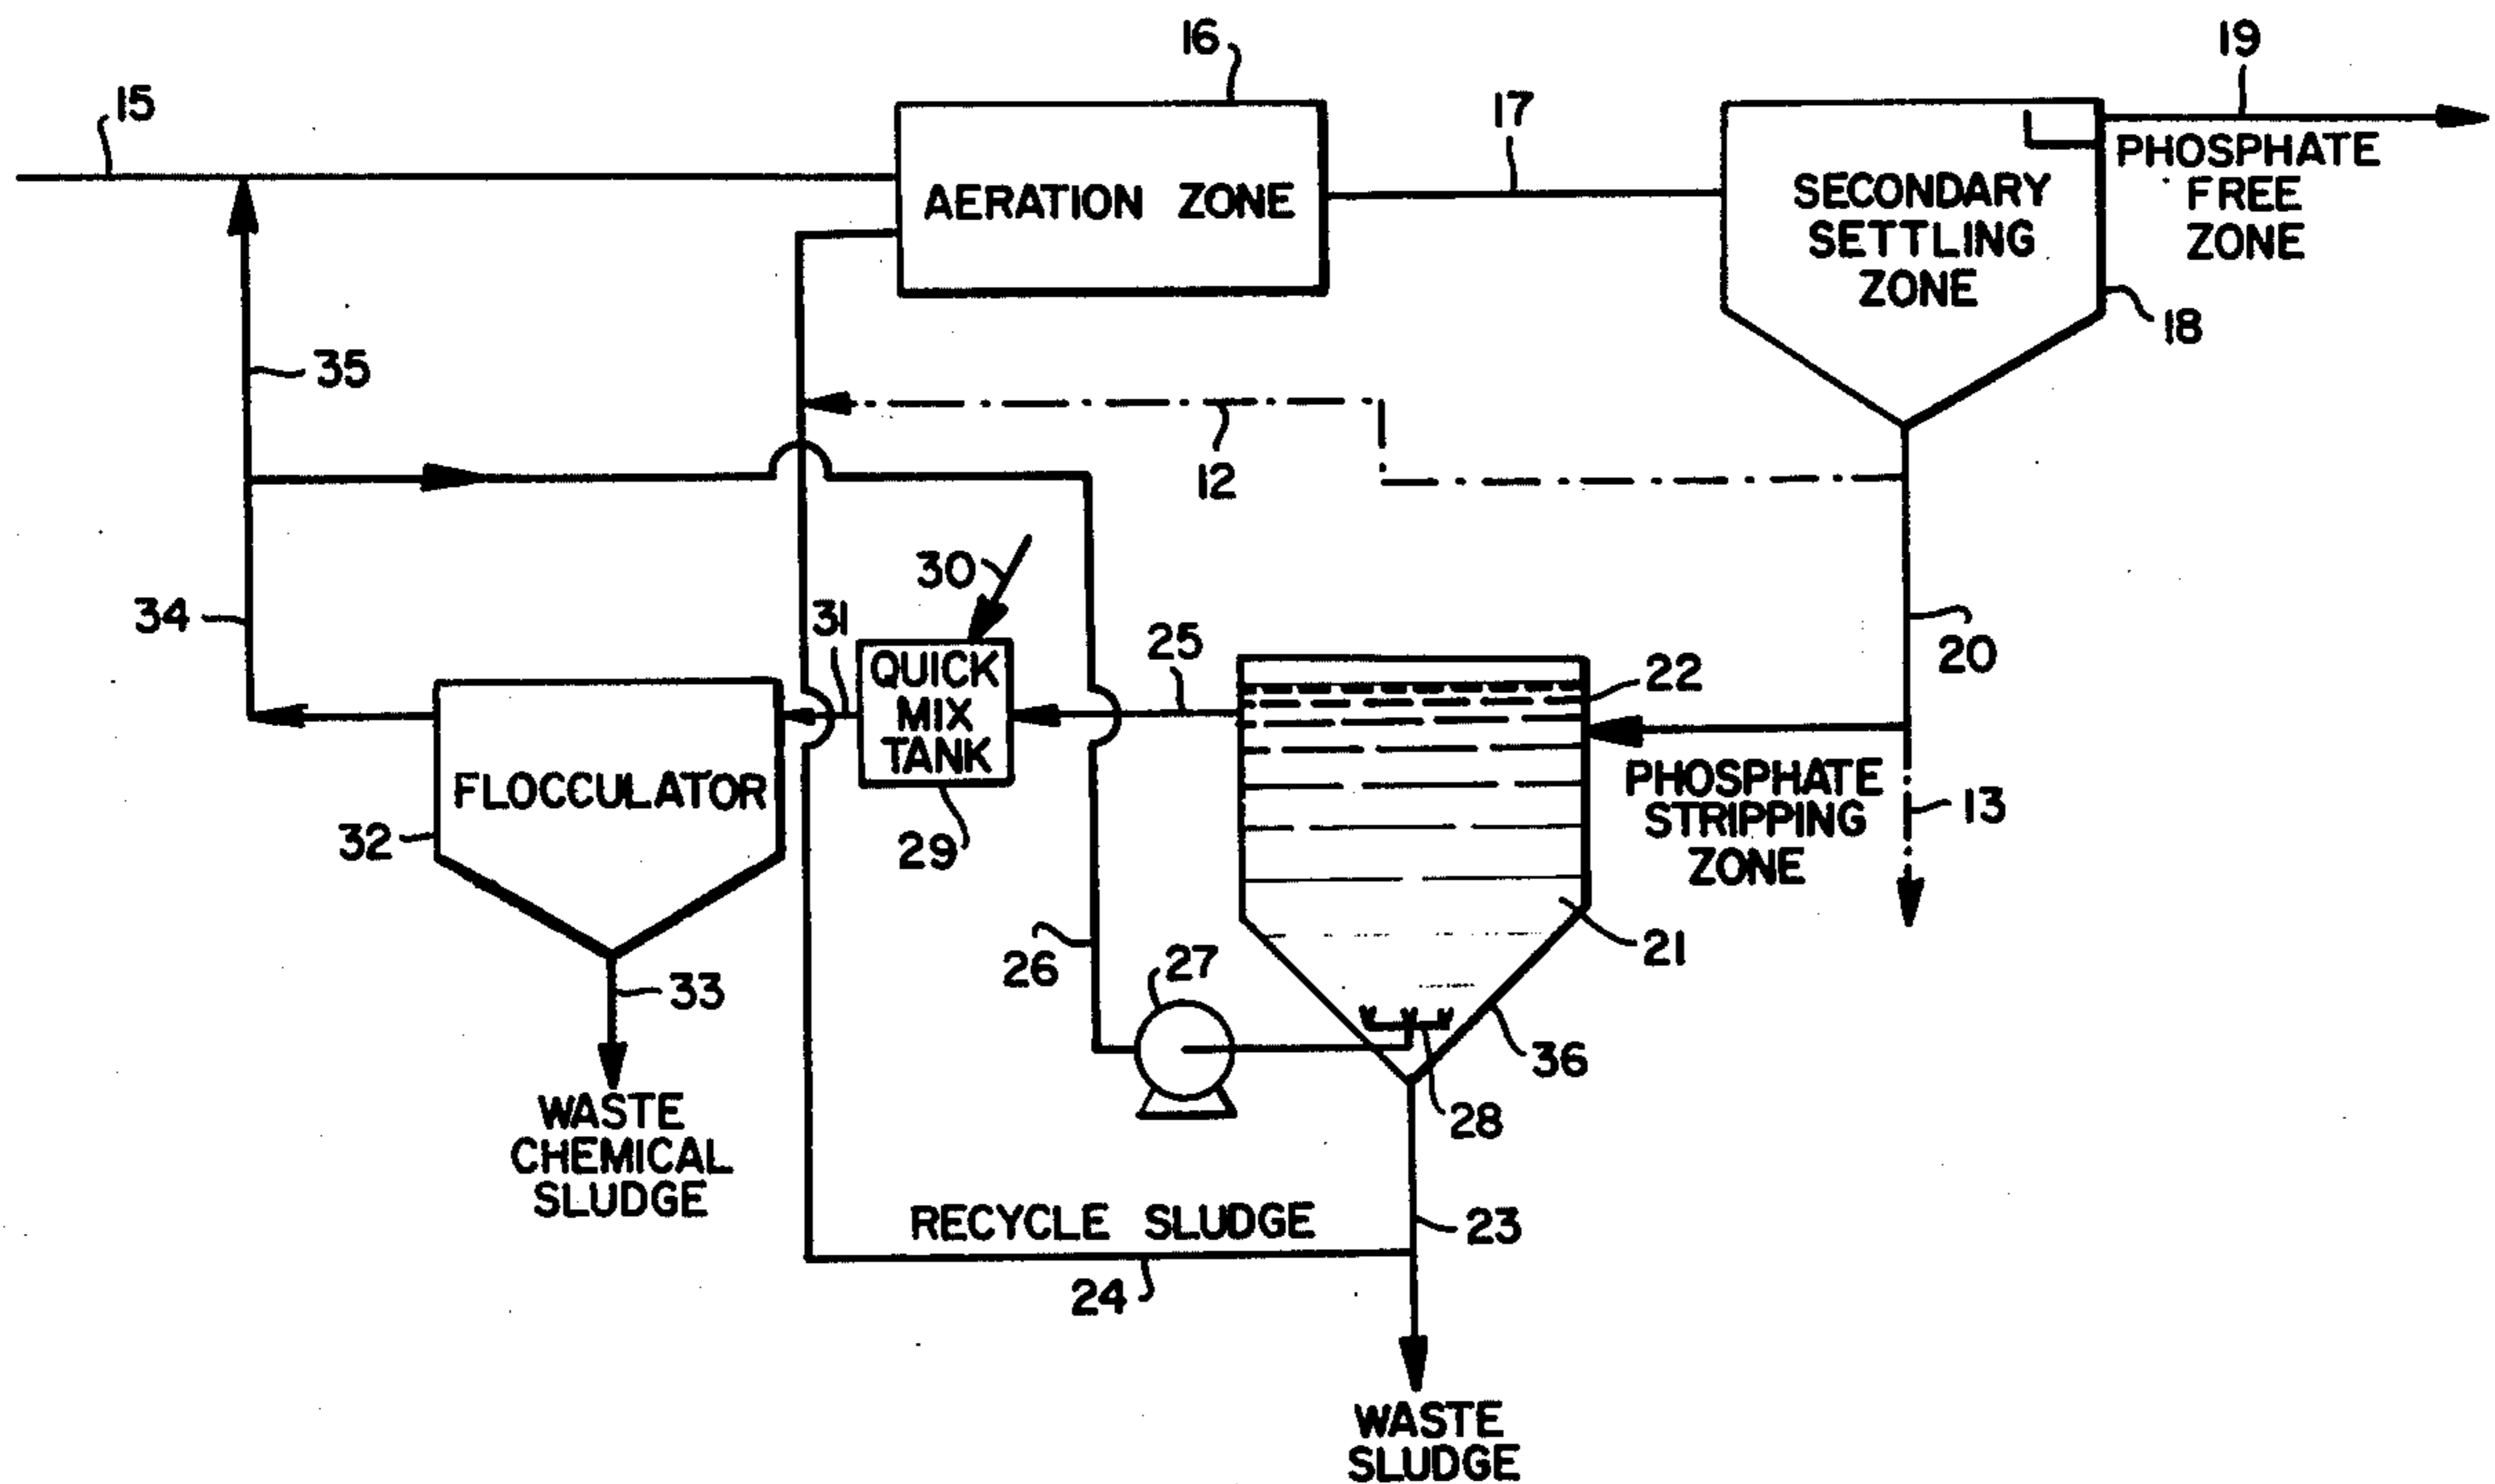 16
19
15
17
AERATION ZONE
SECONDARY
SETTLING
ZONE
PHOSPHATE
FREE
ZONE
18
35
12
30
34
31
25
20
22
QUICK
MIX
TANK
FLOCCULATOR
PHOSPHATE
STRIPPING
ZONE
13
32
29
21
26
27
33
36
28
WASTE
CHEMICAL
SLUDGE
RECYCLE SLUDGE
23
24
WASTE
SLUDGE